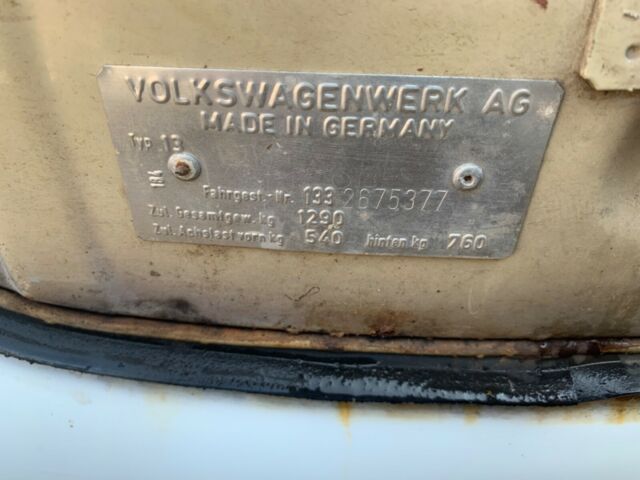 VOLKSWAGENWERK AG
MADE IN GERMANY
Typ 13
184
Fahrgest.-Nr. 133 2675377
Zul. Gesamtgew. kg 1290
Zul. Achslast vorn kg 540 hinten kg 760